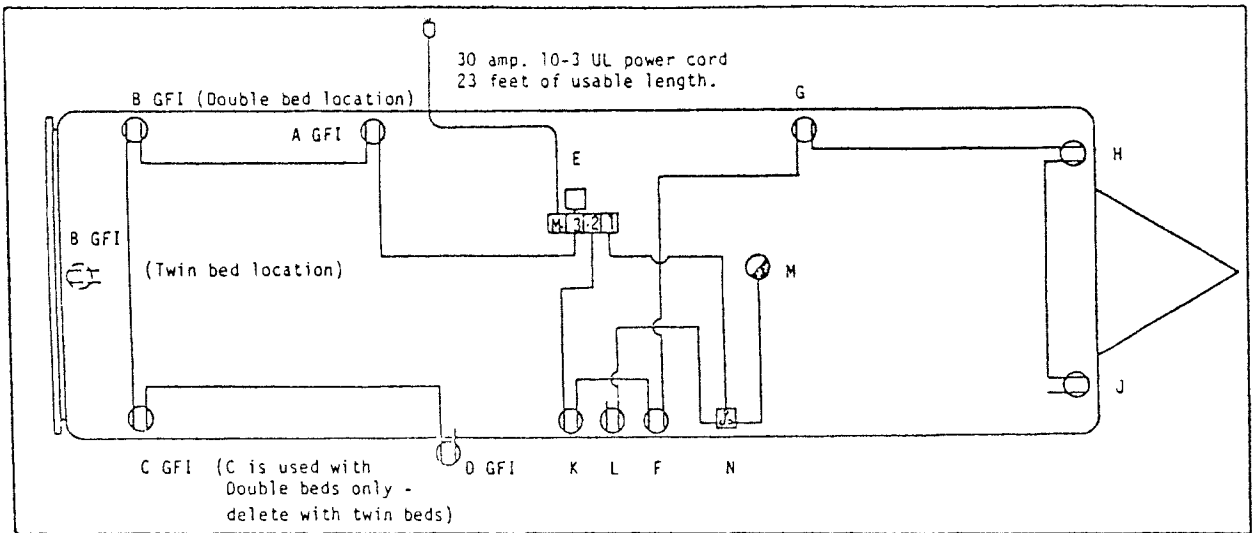 30 amp. 10-3 UL power cord
23 feet of usable length.
B GFI (Double bed location)
G
A GFI
E
H
M 3 2 1
B GFI
(Twin bed location)
M
J
C GFI (C is used with
Double beds only -
delete with twin beds)
D GFI
K L F N